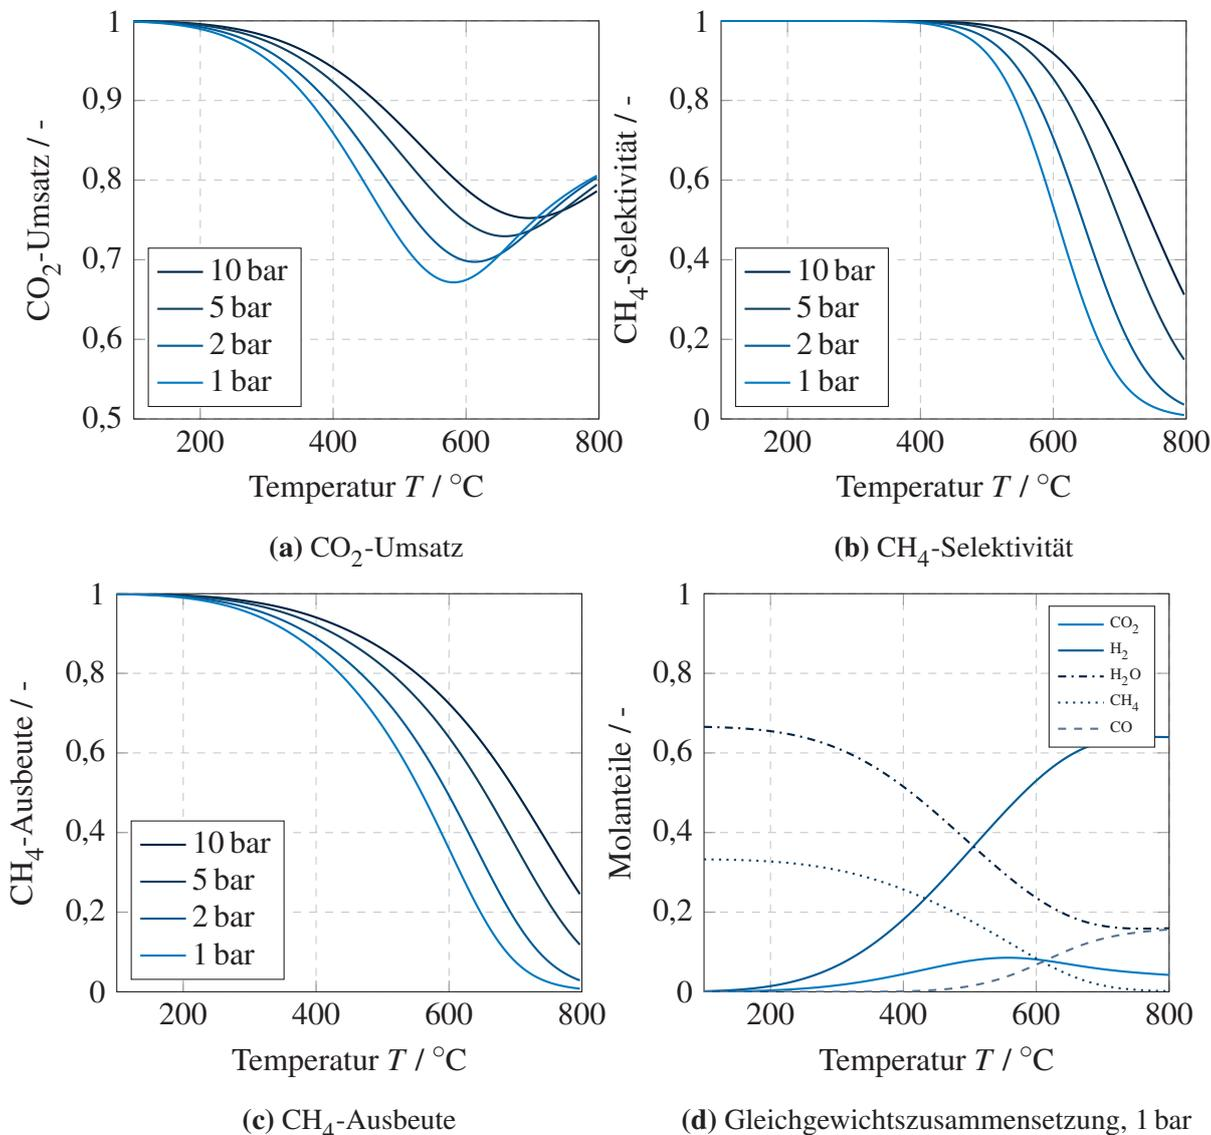 1
0,9
0,8
0,7
0,6
0,5
CO2-Umsatz / -
10 bar
5 bar
2 bar
1 bar
200 400 600 800
Temperatur T / °C
(a) CO2-Umsatz
1
0,8
0,6
0,4
0,2
0
CH4-Selektivität / -
10 bar
5 bar
2 bar
1 bar
200 400 600 800
Temperatur T / °C
(b) CH4-Selektivität
1
0,8
0,6
0,4
0,2
0
CH4-Ausbeute / -
10 bar
5 bar
2 bar
1 bar
200 400 600 800
Temperatur T / °C
(c) CH4-Ausbeute
1
0,8
0,6
0,4
0,2
0
Molanteile / -
CO2
H2
H2O
CH4
CO
200 400 600 800
Temperatur T / °C
(d) Gleichgewichtszusammensetzung, 1 bar